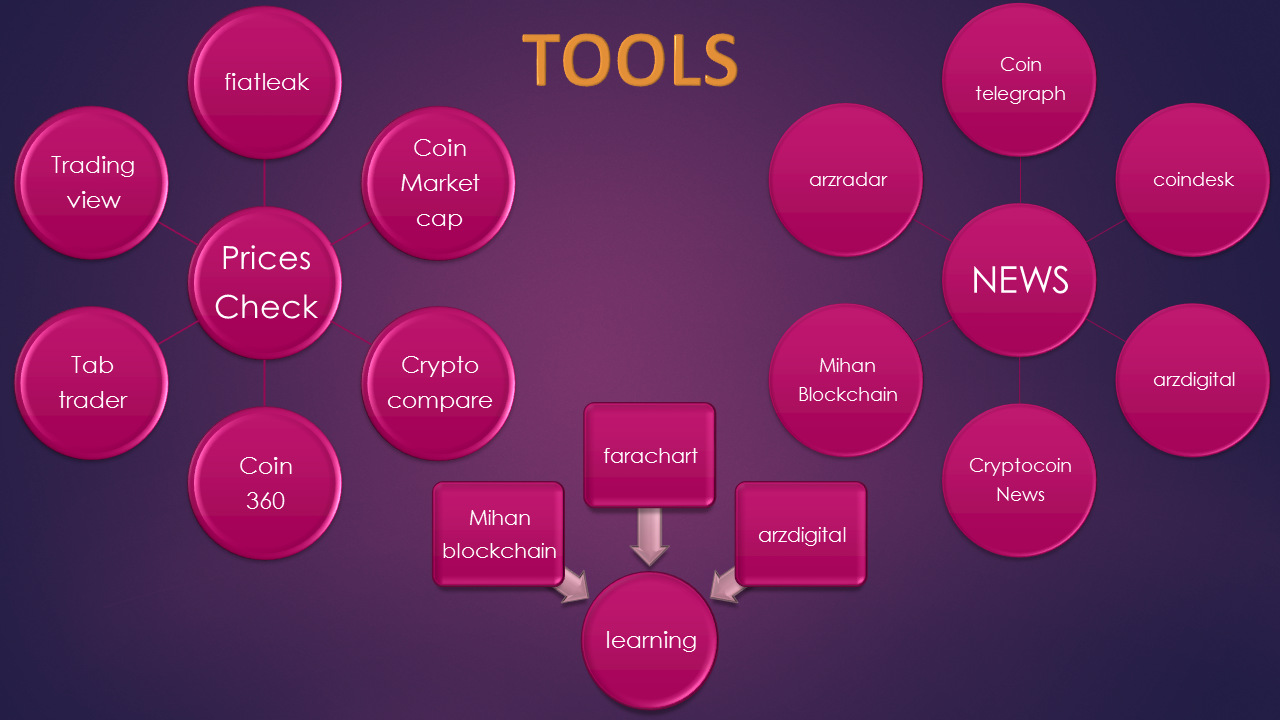 TOOLS
fiatleak
Trading
view
Coin
Market
cap
Prices
Check
Tab
trader
Crypto
compare
Coin
360
Coin
telegraph
arzradar
coindesk
NEWS
Mihan
Blockchain
arzdigital
Cryptocoin
News
farachart
Mihan
blockchain
arzdigital
learning